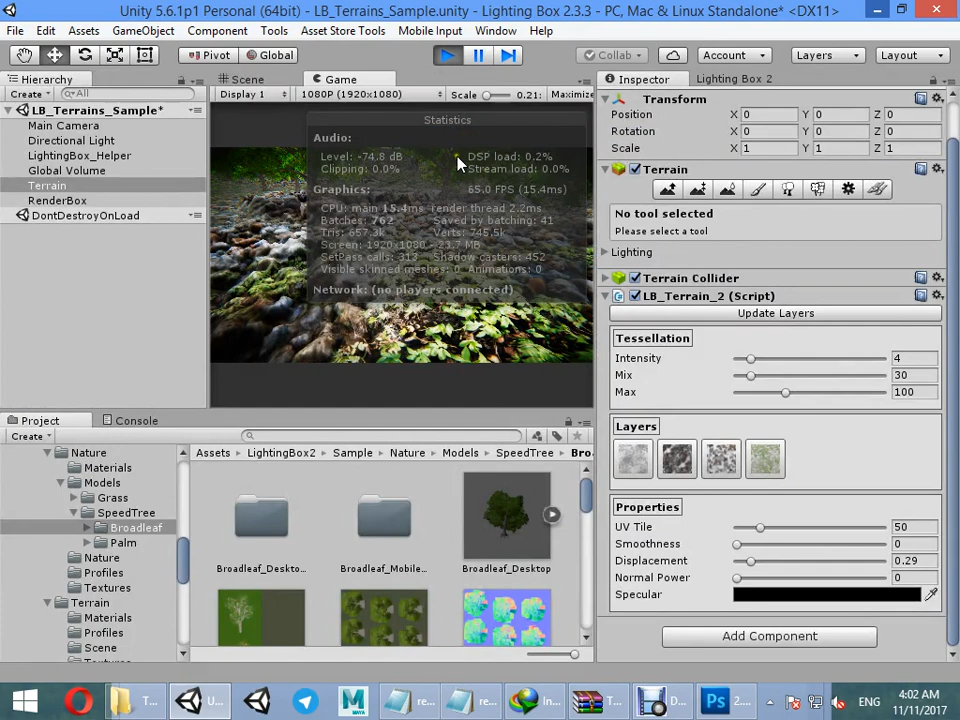 Unity 5.6.1p1 Personal (64bit) - LB_Terrains_Sample.unity - Lighting Box 2.3.3 - PC, Mac & Linux Standalone* <DX11>
File Edit Assets GameObject Component Tools Asset Store Tools Mobile Input Window Help
Pivot Global Collab Account Layers Layout
Hierarchy Scene Game Inspector Lighting Box 2
Create All Display 1 1080P (1920x1080) Scale 0.21: Maximize
LB_Terrains_Sample*
Main Camera
Directional Light
LightingBox_Helper
Global Volume
Terrain
RenderBox
DontDestroyOnLoad
Statistics
Audio:
Level: -74.8 dB DSP load: 0.2%
Clipping: 0.0% Stream load: 0.0%
Graphics: 65.0 FPS (15.4ms)
CPU: main 15.4ms render thread 2.2ms
Batches: 762 Saved by batching: 41
Tris: 657.3k Verts: 745.5k
Screen: 1920x1080 - 23.7 MB
SetPass calls: 313 Shadow casters: 452
Visible skinned meshes: 0 Animations: 0
Network: (no players connected)
Transform
Position X 0 Y 0 Z 0
Rotation X 0 Y 0 Z 0
Scale X 1 Y 1 Z 1
Terrain
No tool selected
Please select a tool
Lighting
Terrain Collider
LB_Terrain_2 (Script)
Update Layers
Tessellation
Intensity 4
Mix 30
Max 100
Layers
Properties
UV Tile 50
Smoothness 0
Displacement 0.29
Normal Power 0
Specular
Add Component
Project Console
Create
Nature
Materials
Models
Grass
SpeedTree
Broadleaf
Palm
Nature
Profiles
Textures
Terrain
Materials
Profiles
Scene
Textures
Assets LightingBox2 Sample Nature Models SpeedTree Bro
Broadleaf_Deskto... Broadleaf_Mobile... Broadleaf_Desktop
T... U... re... re... In... T... D... 2...
MAYA
Ps
ENG
4:02 AM
11/11/2017